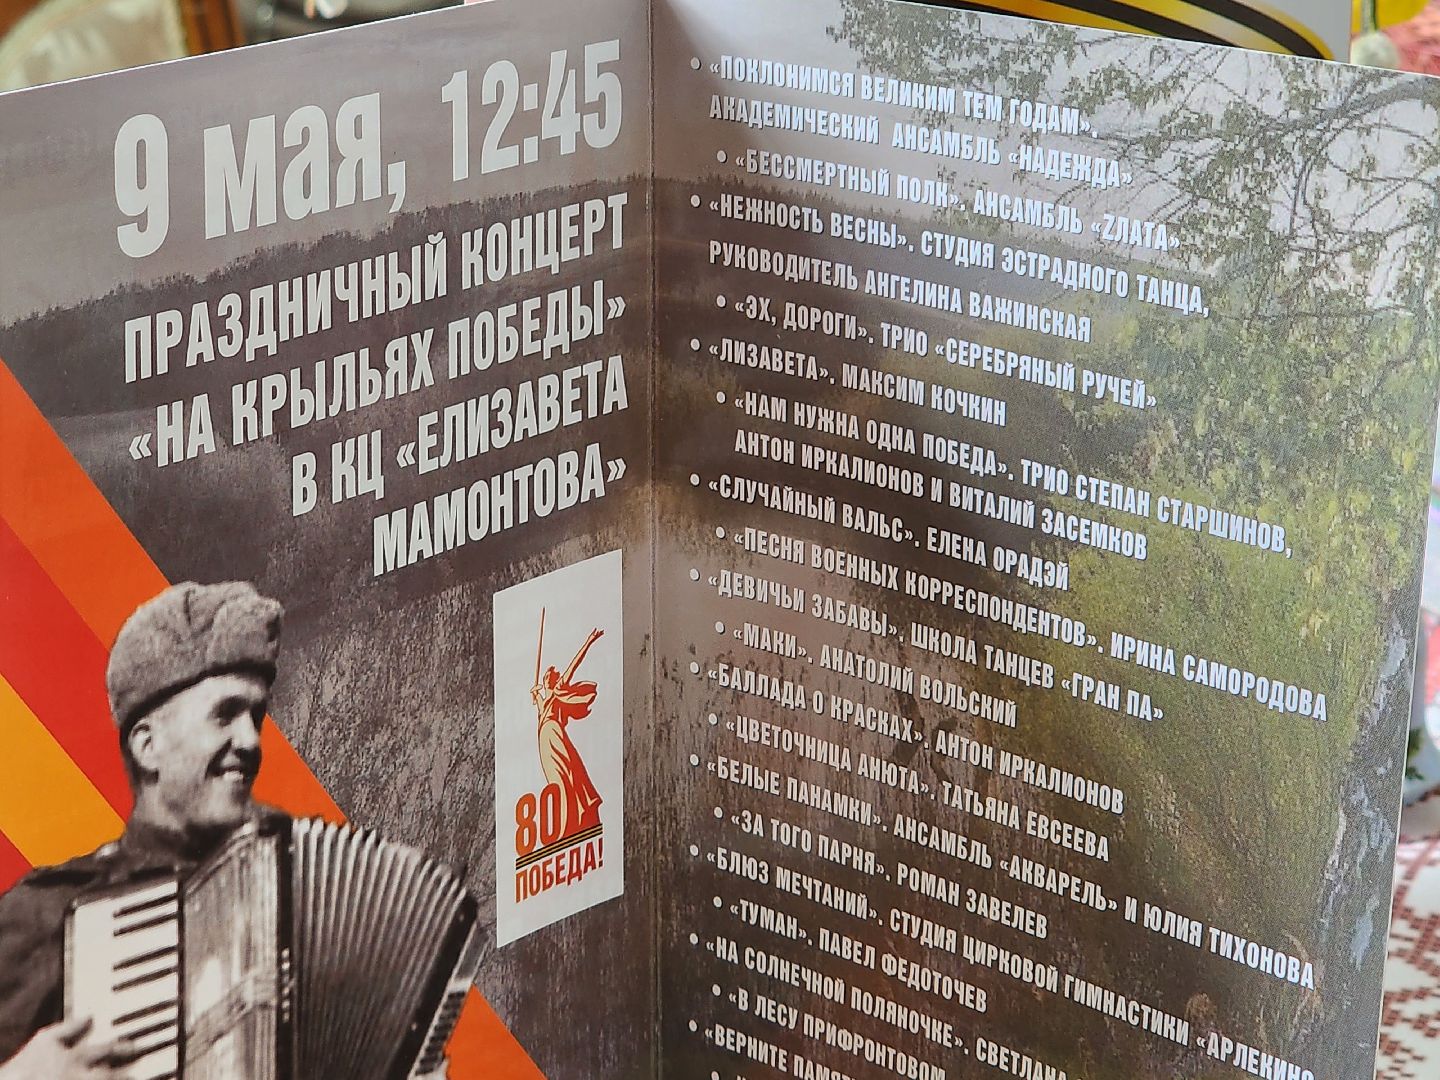 9 мая, 12:45
ПРАЗДНИЧНЫЙ КОНЦЕРТ
«НА КРЫЛЬЯХ ПОБЕДЫ»
В КЦ «ЕЛИЗАВЕТА
МАМОНТОВА»
80
ПОБЕДА!
• «ПОКЛОНИМСЯ ВЕЛИКИМ ТЕМ ГОДАМ».
АКАДЕМИЧЕСКИЙ АНСАМБЛЬ «НАДЕЖДА»
• «БЕССМЕРТНЫЙ ПОЛК». АНСАМБЛЬ «ZЛАТА»
• «НЕЖНОСТЬ ВЕСНЫ». СТУДИЯ ЭСТРАДНОГО ТАНЦА,
РУКОВОДИТЕЛЬ АНГЕЛИНА ВАЖИНСКАЯ
• «ЭХ, ДОРОГИ». ТРИО «СЕРЕБРЯНЫЙ РУЧЕЙ»
• «ЛИЗАВЕТА». МАКСИМ КОЧКИН
• «НАМ НУЖНА ОДНА ПОБЕДА». ТРИО СТЕПАН СТАРШИНОВ,
АНТОН ИРКАЛИОНОВ И ВИТАЛИЙ ЗАСЕМКОВ
• «СЛУЧАЙНЫЙ ВАЛЬС». ЕЛЕНА ОРАДЭЙ
• «ПЕСНЯ ВОЕННЫХ КОРРЕСПОНДЕНТОВ». ИРИНА САМОРОДОВА
• «ДЕВИЧЬИ ЗАБАВЫ». ШКОЛА ТАНЦЕВ «ГРАН ПА»
• «МАКИ». АНАТОЛИЙ ВОЛЬСКИЙ
• «БАЛЛАДА О КРАСКАХ». АНТОН ИРКАЛИОНОВ
• «ЦВЕТОЧНИЦА АНЮТА». ТАТЬЯНА ЕВСЕЕВА
• «БЕЛЫЕ ПАНАМКИ». АНСАМБЛЬ «АКВАРЕЛЬ» И ЮЛИЯ ТИХОНОВА
• «ЗА ТОГО ПАРНЯ». РОМАН ЗАВЕЛЕВ
• «БЛЮЗ МЕЧТАНИЙ». СТУДИЯ ЦИРКОВОЙ ГИМНАСТИКИ «АРЛЕКИНО
• «ТУМАН». ПАВЕЛ ФЕДОТОЧЕВ
• «НА СОЛНЕЧНОЙ ПОЛЯНОЧКЕ». СВЕТЛАНА
• «В ЛЕСУ ПРИФРОНТОВОМ
• «ВЕРНИТЕ